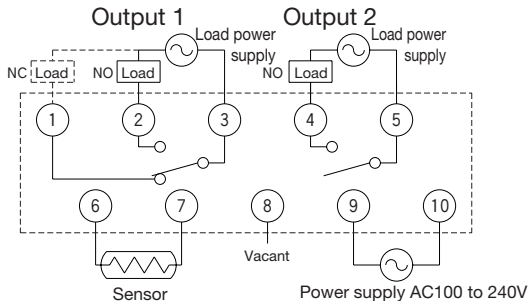 Output 1
Output 2
Load power supply
Load power supply
NC Load
NO Load
NO Load
1
2
3
4
5
6
7
8
9
10
Vacant
Sensor
Power supply AC100 to 240V